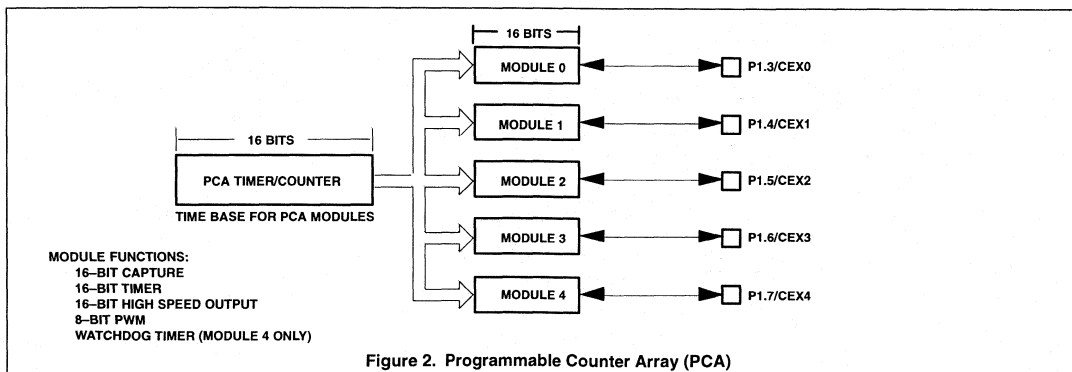 16 BITS
MODULE 0
P1.3/CEX0
MODULE 1
P1.4/CEX1
16 BITS
PCA TIMER/COUNTER
MODULE 2
P1.5/CEX2
TIME BASE FOR PCA MODULES
MODULE 3
P1.6/CEX3
MODULE FUNCTIONS:
16–BIT CAPTURE
16–BIT TIMER
16–BIT HIGH SPEED OUTPUT
8–BIT PWM
WATCHDOG TIMER (MODULE 4 ONLY)
MODULE 4
P1.7/CEX4
Figure 2. Programmable Counter Array (PCA)